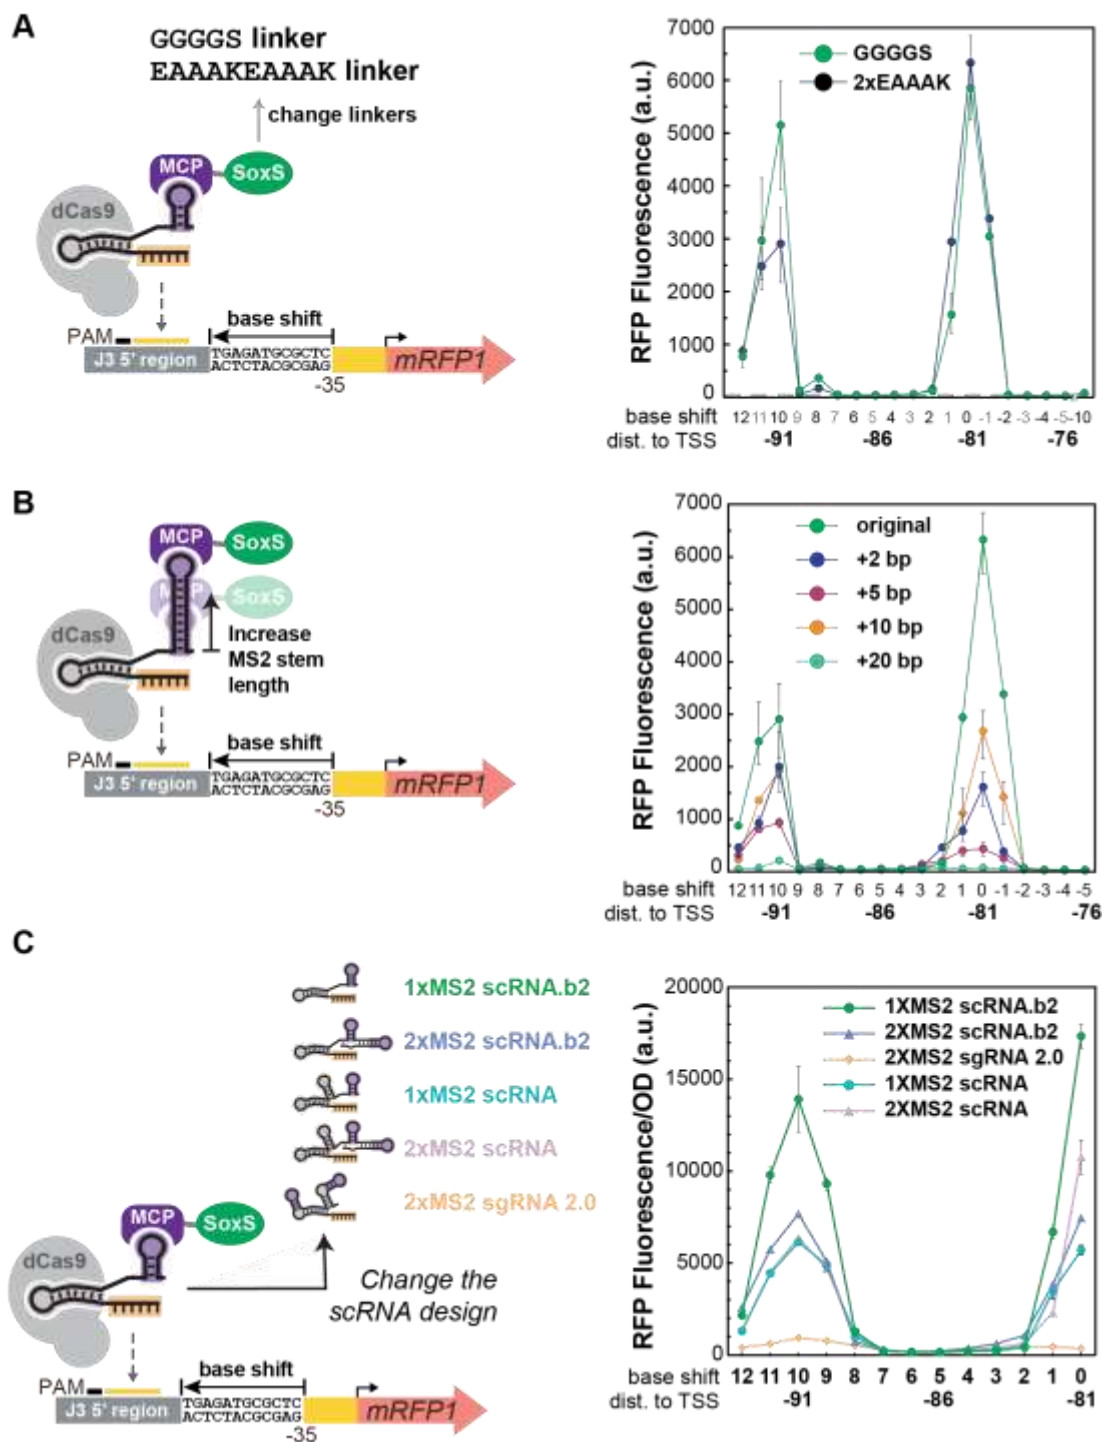 A
GGGGS linker
EAAAKEAAAK linker
change linkers
MCP
SoxS
dCas9
PAM
base shift
J3 5' region
TGAGATGCGCTC
ACTCTACGCGAG
-35
mRFP1
RFP Fluorescence (a.u.)
7000
6000
5000
4000
3000
2000
1000
0
GGGGS
2xEAAAK
base shift 12 11 10 9 8 7 6 5 4 3 2 1 0 -1 -2 -3 -4 -5 -10
dist. to TSS -91 -86 -81 -76
B
MCP
SoxS
MCP
SoxS
dCas9
Increase
MS2 stem
length
PAM
base shift
J3 5' region
TGAGATGCGCTC
ACTCTACGCGAG
-35
mRFP1
RFP Fluorescence (a.u.)
7000
6000
5000
4000
3000
2000
1000
0
original
+2 bp
+5 bp
+10 bp
+20 bp
base shift 12 11 10 9 8 7 6 5 4 3 2 1 0 -1 -2 -3 -4 -5
dist. to TSS -91 -86 -81 -76
C
1xMS2 scRNA.b2
2xMS2 scRNA.b2
1xMS2 scRNA
2xMS2 scRNA
2xMS2 sgRNA 2.0
MCP
SoxS
dCas9
Change the
scRNA design
PAM
base shift
J3 5' region
TGAGATGCGCTC
ACTCTACGCGAG
-35
mRFP1
RFP Fluorescence/OD (a.u.)
20000
15000
10000
5000
0
1XMS2 scRNA.b2
2XMS2 scRNA.b2
2XMS2 sgRNA 2.0
1XMS2 scRNA
2XMS2 scRNA
base shift 12 11 10 9 8 7 6 5 4 3 2 1 0
dist. to TSS -91 -86 -81